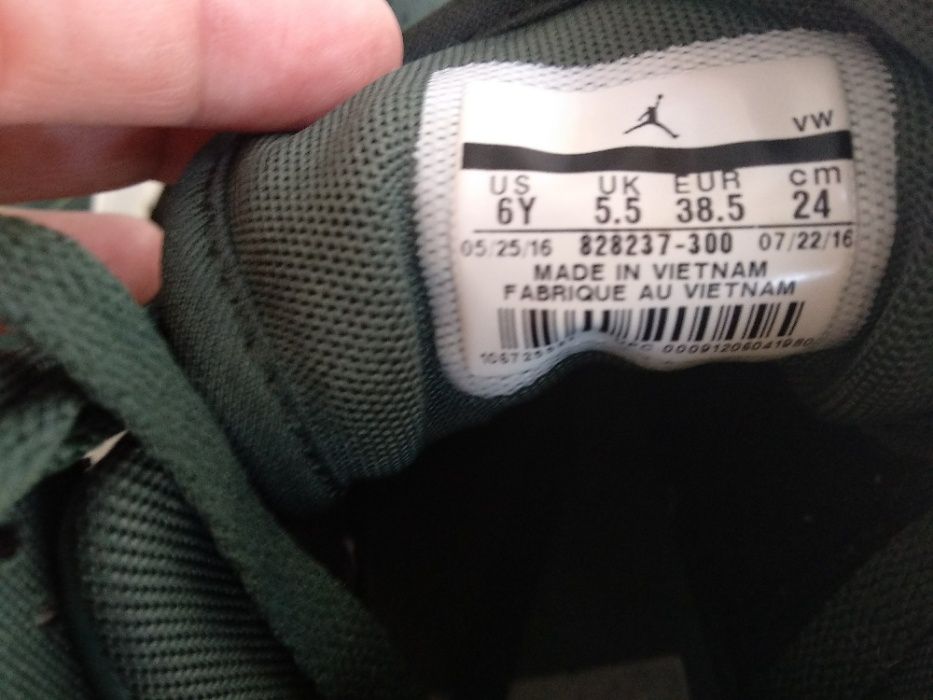 VW
US UK EUR cm
6Y 5.5 38.5 24
05/25/16 828237-300 07/22/16
MADE IN VIETNAM
FABRIQUE AU VIETNAM